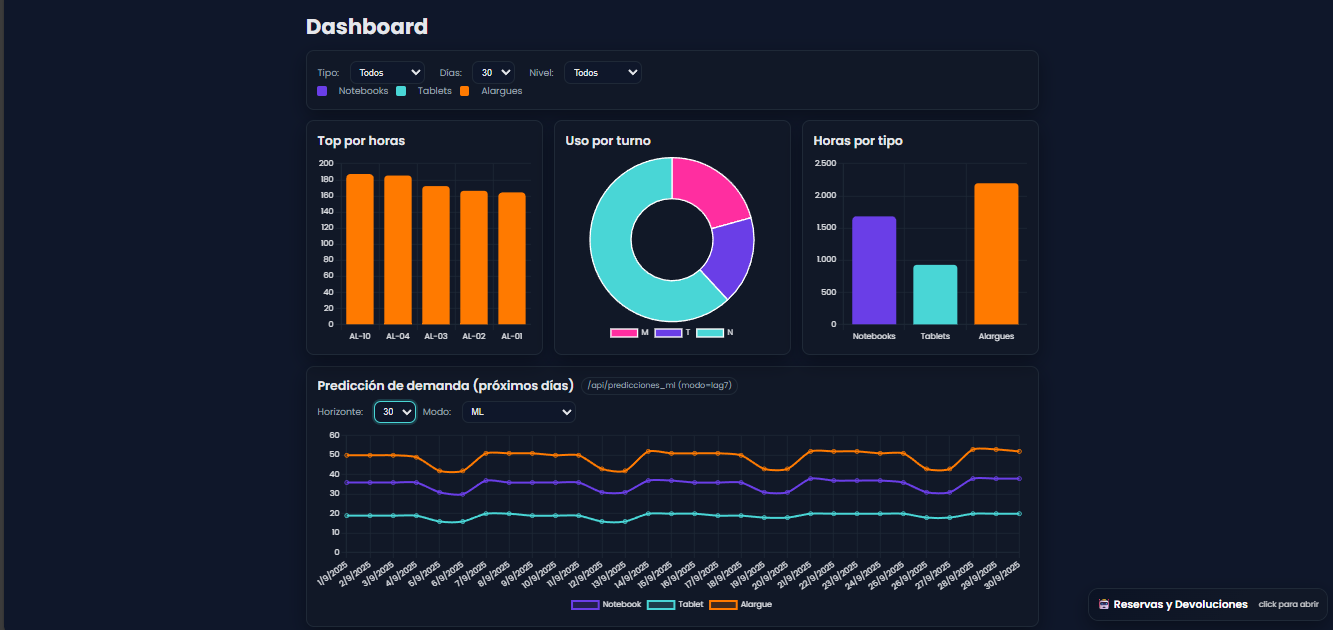 Dashboard
Tipo: Todos Días: 30 Nivel: Todos
Notebooks Tablets Alargues
Top por horas
200
180
160
140
120
100
80
60
40
20
0
AL-10 AL-04 AL-03 AL-02 AL-01
Uso por turno
M T N
Horas por tipo
2.500
2.000
1.500
1.000
500
0
Notebooks Tablets Alargues
Predicción de demanda (próximos días) /api/predicciones_ml (modo=lag7)
Horizonte: 30 Modo: ML
60
50
40
30
20
10
0
1/9/2025 2/9/2025 3/9/2025 4/9/2025 5/9/2025 6/9/2025 7/9/2025 8/9/2025 9/9/2025 10/9/2025 11/9/2025 12/9/2025 13/9/2025 14/9/2025 15/9/2025 16/9/2025 17/9/2025 18/9/2025 19/9/2025 20/9/2025 21/9/2025 22/9/2025 23/9/2025 24/9/2025 25/9/2025 26/9/2025 27/9/2025 28/9/2025 29/9/2025 30/9/2025
Notebook Tablet Alargue
Reservas y Devoluciones click para abrir